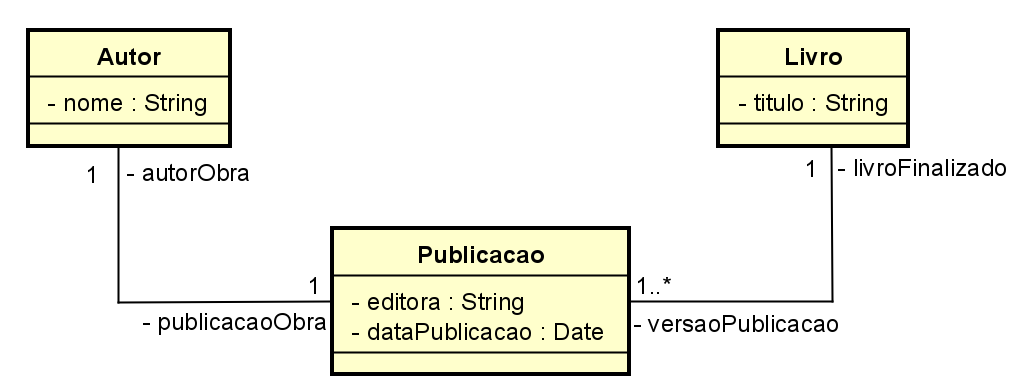 Autor
- nome : String
1
- autorObra
Livro
- titulo : String
1
- livroFinalizado
Publicacao
- editora : String
- dataPublicacao : Date
1
- publicacaoObra
1..*
- versaoPublicacao